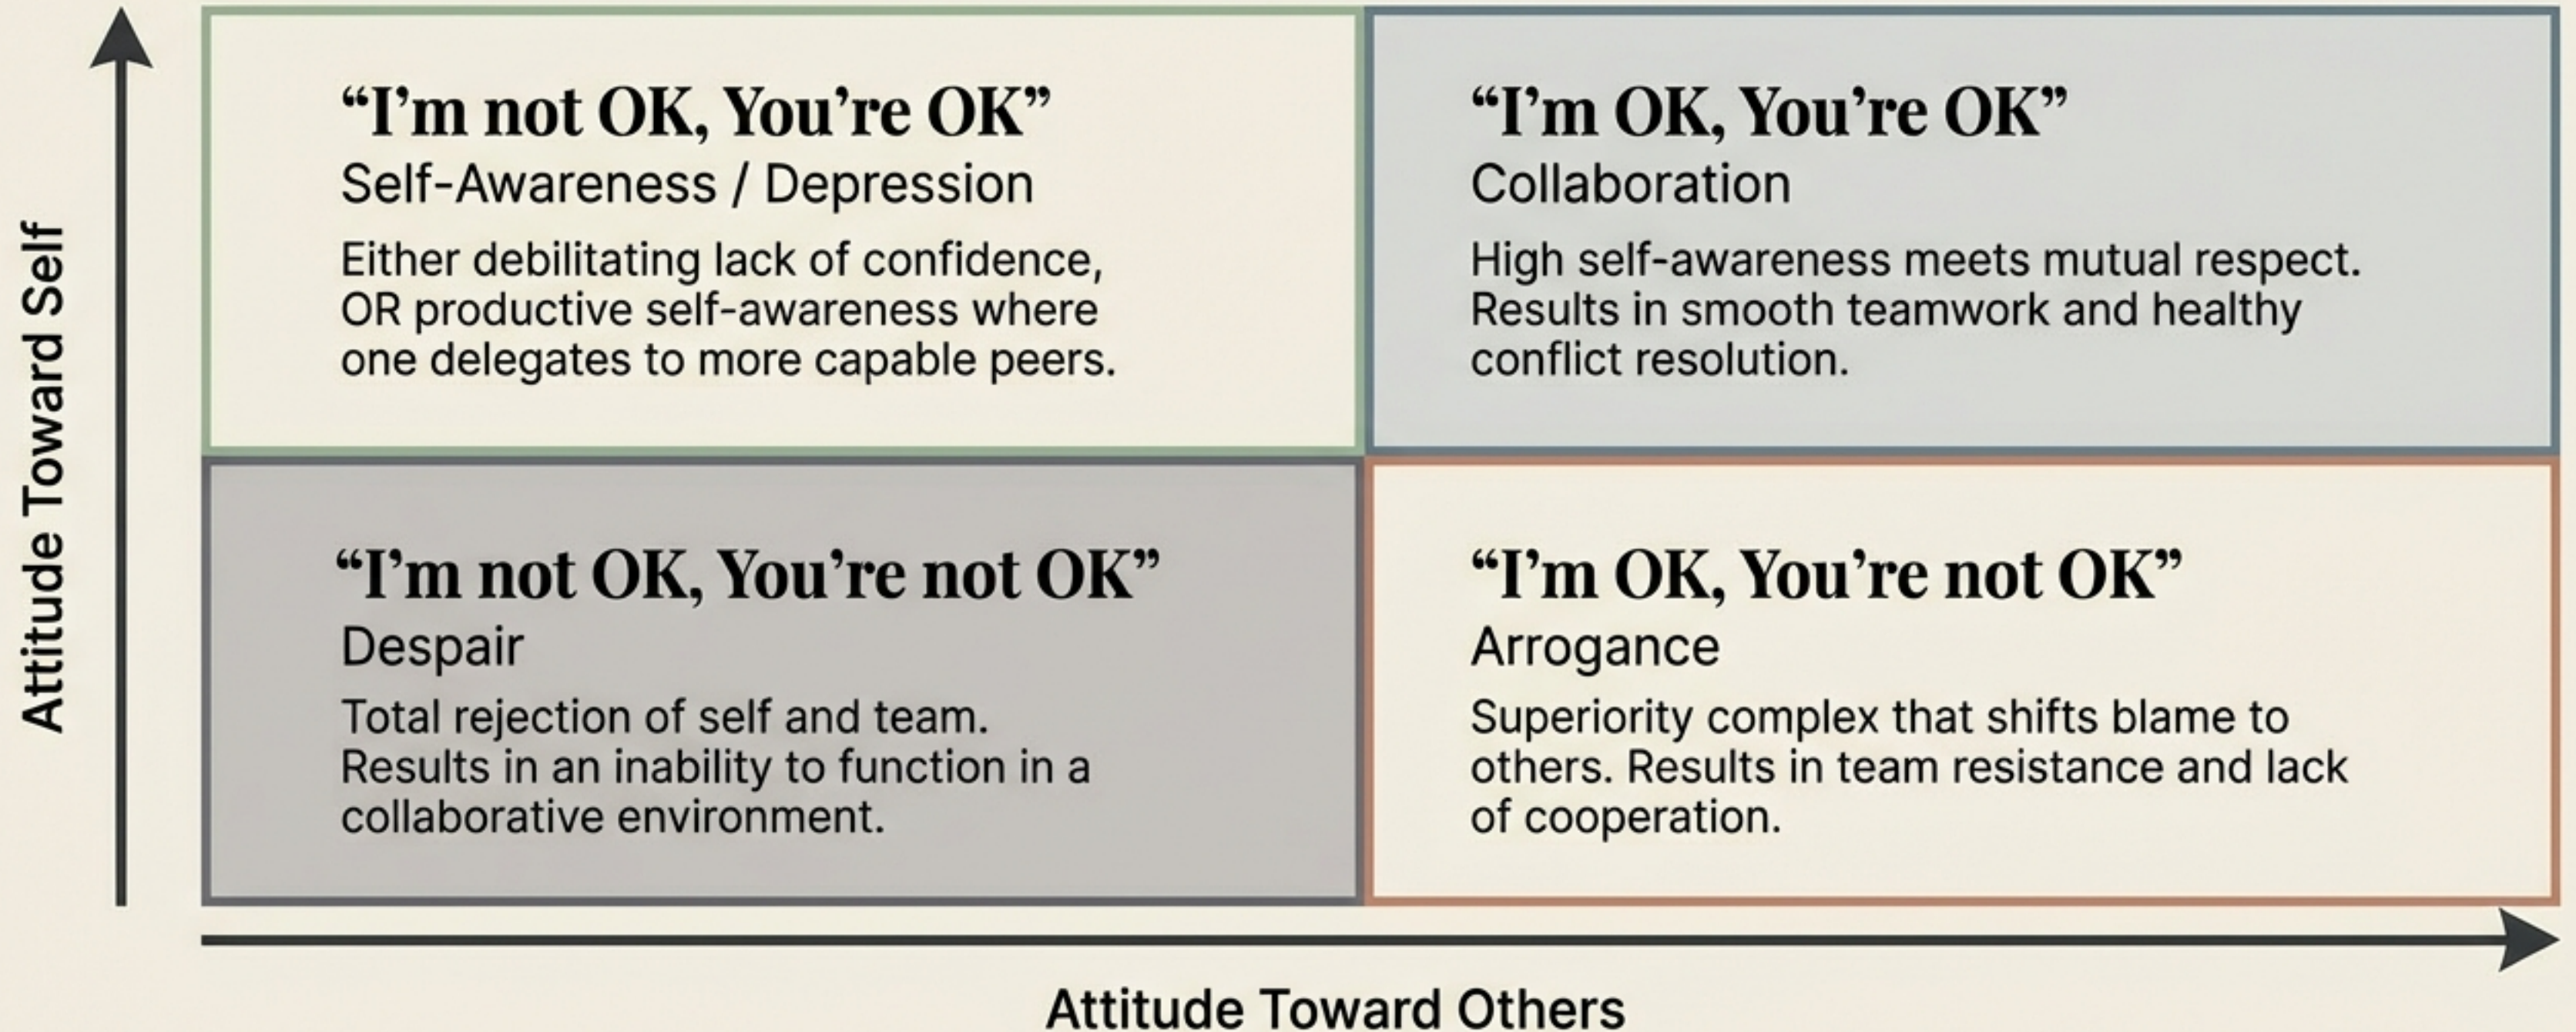 Attitude Toward Self
“I’m not OK, You’re OK”
Self-Awareness / Depression
Either debilitating lack of confidence,
OR productive self-awareness where
one delegates to more capable peers.
“I’m OK, You’re OK”
Collaboration
High self-awareness meets mutual respect.
Results in smooth teamwork and healthy
conflict resolution.
“I’m not OK, You’re not OK”
Despair
Total rejection of self and team.
Results in an inability to function in a
collaborative environment.
“I’m OK, You’re not OK”
Arrogance
Superiority complex that shifts blame to
others. Results in team resistance and lack
of cooperation.
Attitude Toward Others